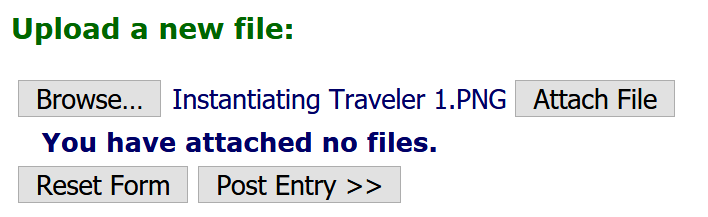 Upload a new file:
Browse... Instantiating Traveler 1.PNG Attach File
You have attached no files.
Reset Form Post Entry >>